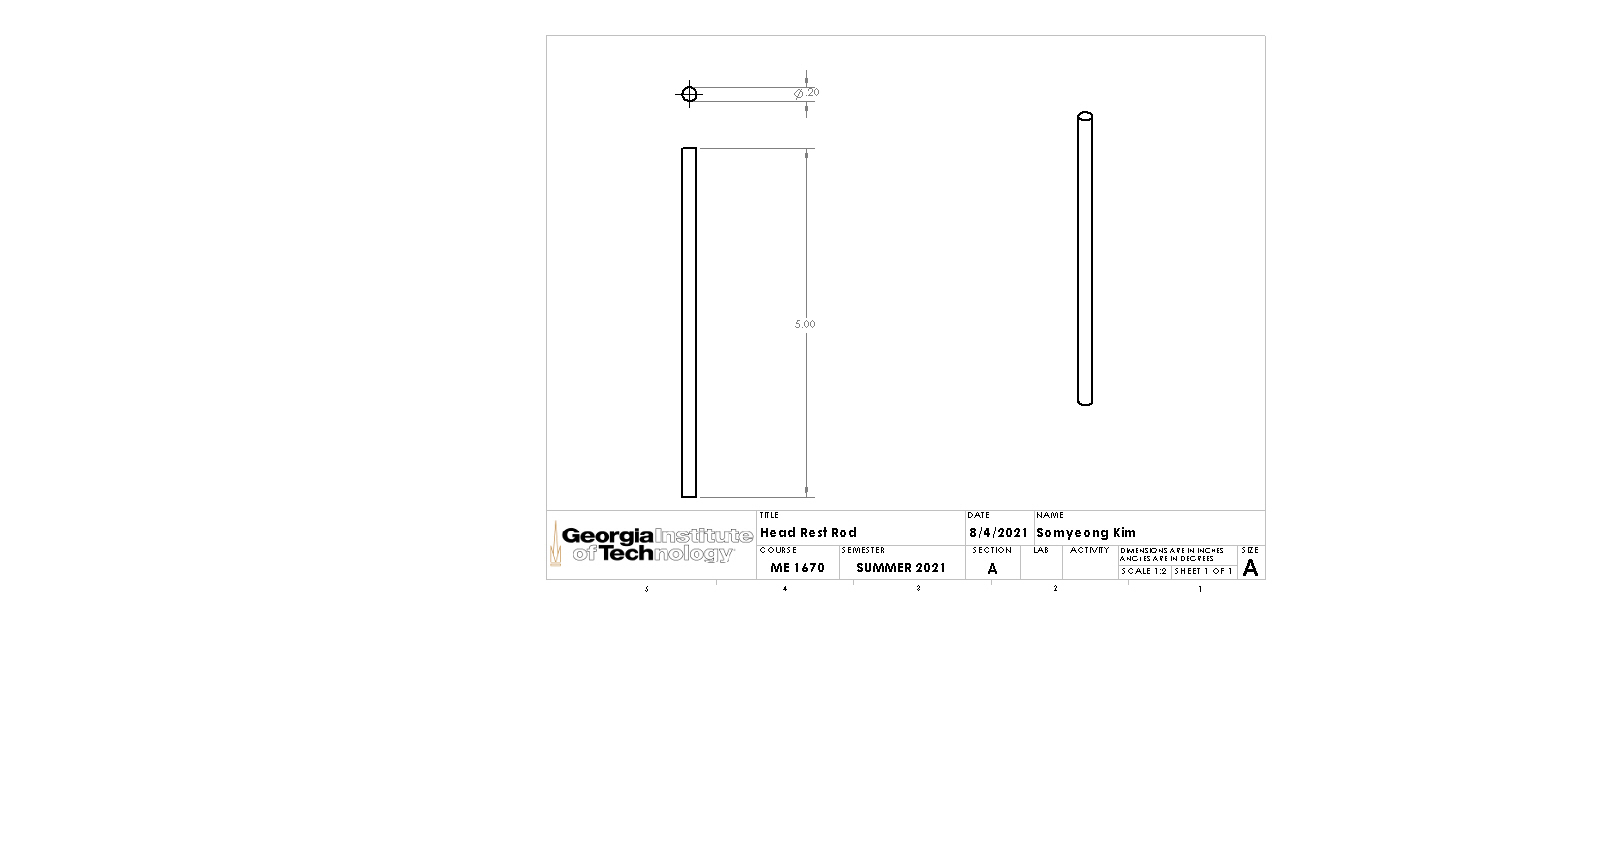 ⌀.20
5.00
TITLE
Head Rest Rod
DATE
8/4/2021
NAME
Somyeong Kim
Georgia Institute
of Technology
COURSE
ME 1670
SEMESTER
SUMMER 2021
SECTION
A
LAB
ACTIVITY
DIMENSIONS ARE IN INCHES
ANGLES ARE IN DEGREES
SCALE 1:2
SHEET 1 OF 1
SIZE
A
5
4
3
2
1